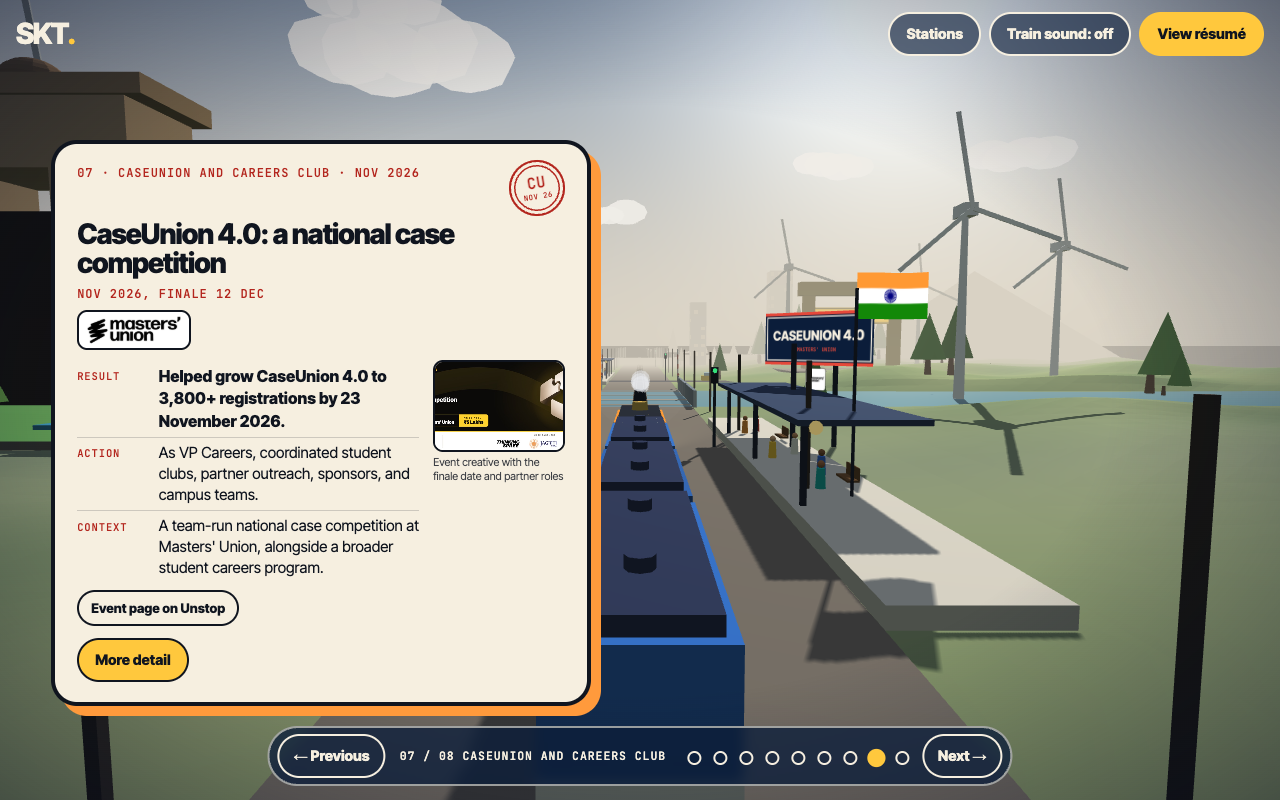 SKT.
Stations
Train sound: off
View résumé
07 · CASEUNION AND CAREERS CLUB · NOV 2026
CU
NOV 26
CaseUnion 4.0: a national case
competition
NOV 2026, FINALE 12 DEC
masters'
union
RESULT
Helped grow CaseUnion 4.0 to
3,800+ registrations by 23
November 2026.
ACTION
As VP Careers, coordinated student
clubs, partner outreach, sponsors, and
campus teams.
CONTEXT
A team-run national case competition at
Masters' Union, alongside a broader
student careers program.
Event creative with the
finale date and partner roles
Event page on Unstop
More detail
CASEUNION 4.0
MASTERS' UNION
← Previous
07 / 08 CASEUNION AND CAREERS CLUB
Next →